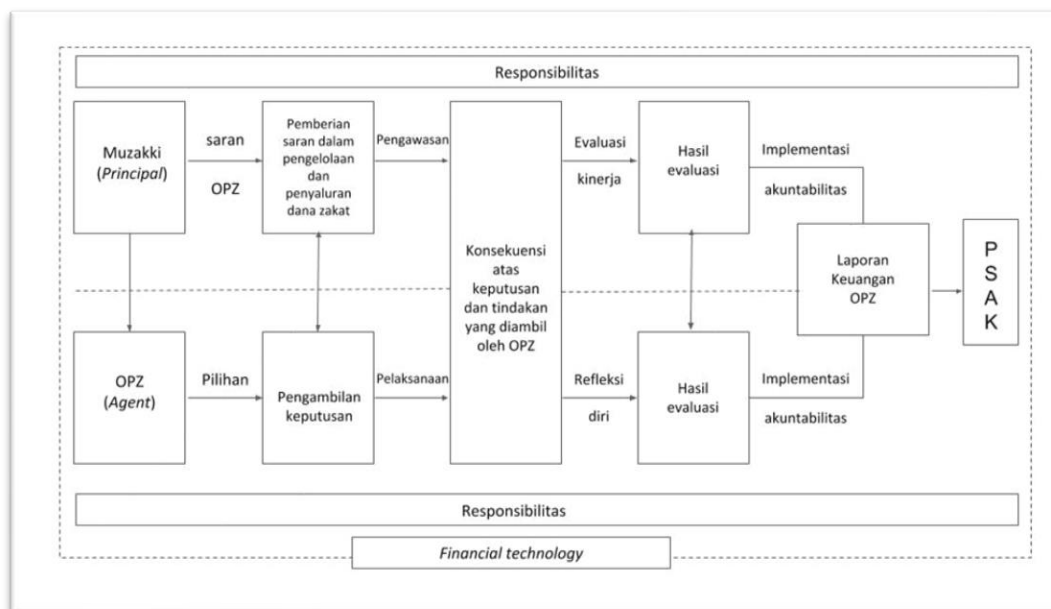 Responsibilitas
Muzakki
(Principal)
saran
OPZ
Pemberian
saran dalam
pengelolaan
dan
penyaluran
dana zakat
Pengawasan
Konsekuensi
atas
keputusan
dan tindakan
yang diambil
oleh OPZ
Evaluasi
kinerja
Hasil
evaluasi
Implementasi
akuntabilitas
Laporan
Keuangan
OPZ
P
S
A
K
OPZ
(Agent)
Pilihan
Pengambilan
keputusan
Pelaksanaan
Refleksi
diri
Hasil
evaluasi
Implementasi
akuntabilitas
Responsibilitas
Financial technology